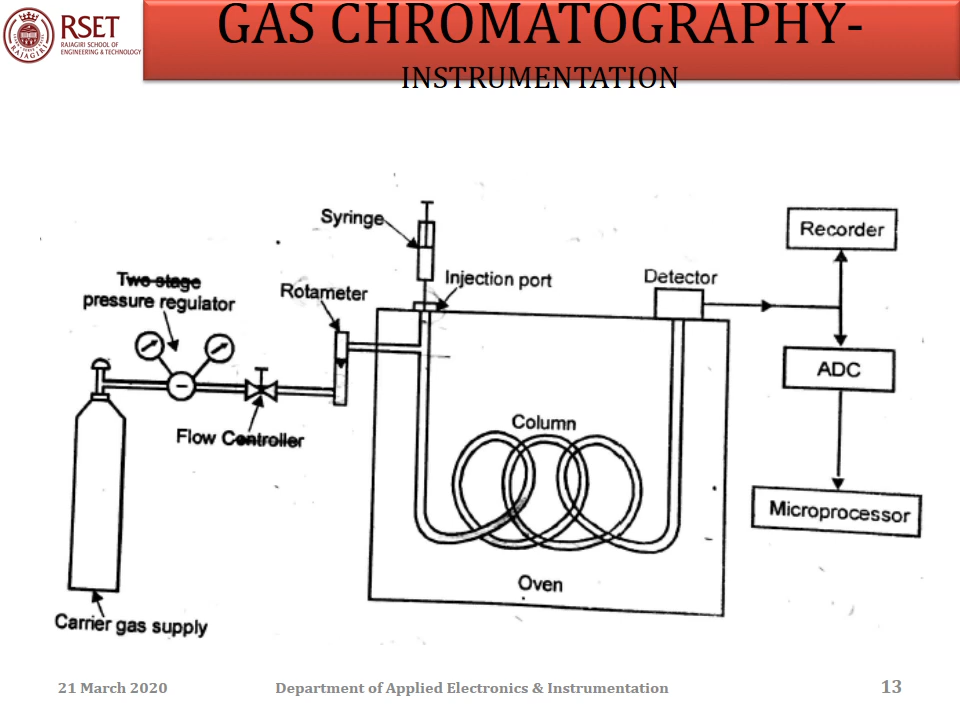 RSET
RAJAGIRI SCHOOL OF
ENGINEERING & TECHNOLOGY
GAS CHROMATOGRAPHY-
INSTRUMENTATION
Syringe
Recorder
Injection port
Detector
Two stage
pressure regulator
Rotameter
ADC
Flow Controller
Column
Microprocessor
Oven
Carrier gas supply
21 March 2020
Department of Applied Electronics & Instrumentation
13